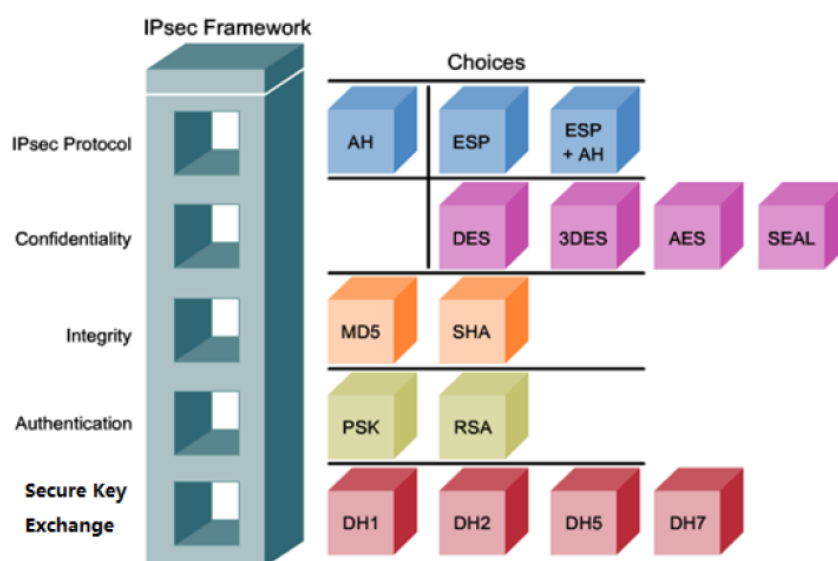 IPsec Framework
Choices
IPsec Protocol
AH
ESP
ESP
+ AH
Confidentiality
DES
3DES
AES
SEAL
Integrity
MD5
SHA
Authentication
PSK
RSA
Secure Key
Exchange
DH1
DH2
DH5
DH7